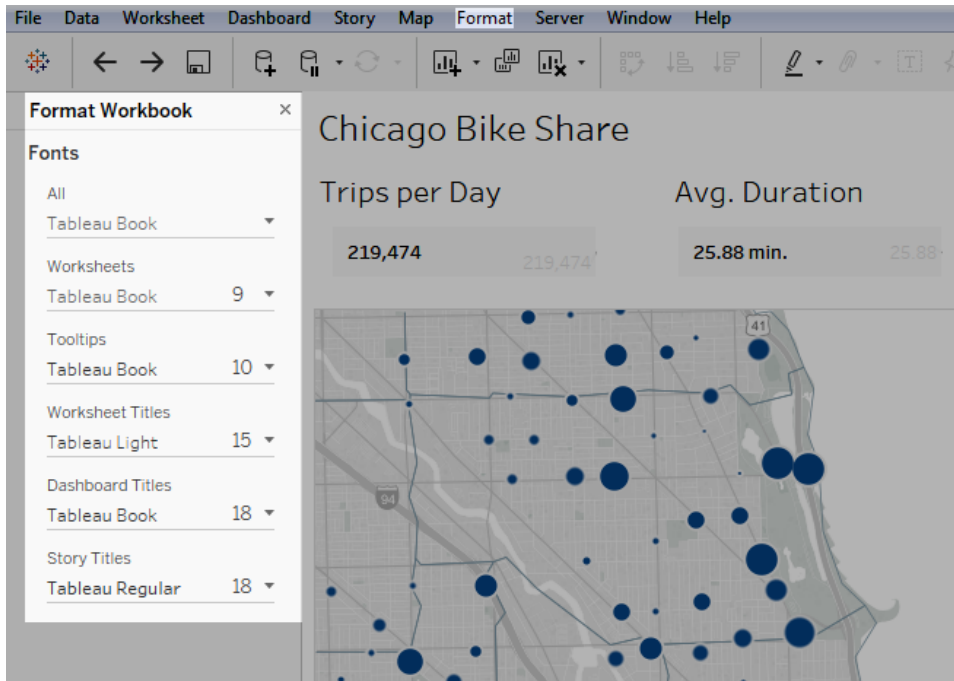 File Data Worksheet Dashboard Story Map Format Server Window Help
Format Workbook ×
Fonts
All
Tableau Book
Worksheets
Tableau Book 9
Tooltips
Tableau Book 10
Worksheet Titles
Tableau Light 15
Dashboard Titles
Tableau Book 18
Story Titles
Tableau Regular 18
Chicago Bike Share
Trips per Day Avg. Duration
219,474 219,474 25.88 min. 25.88
41
94